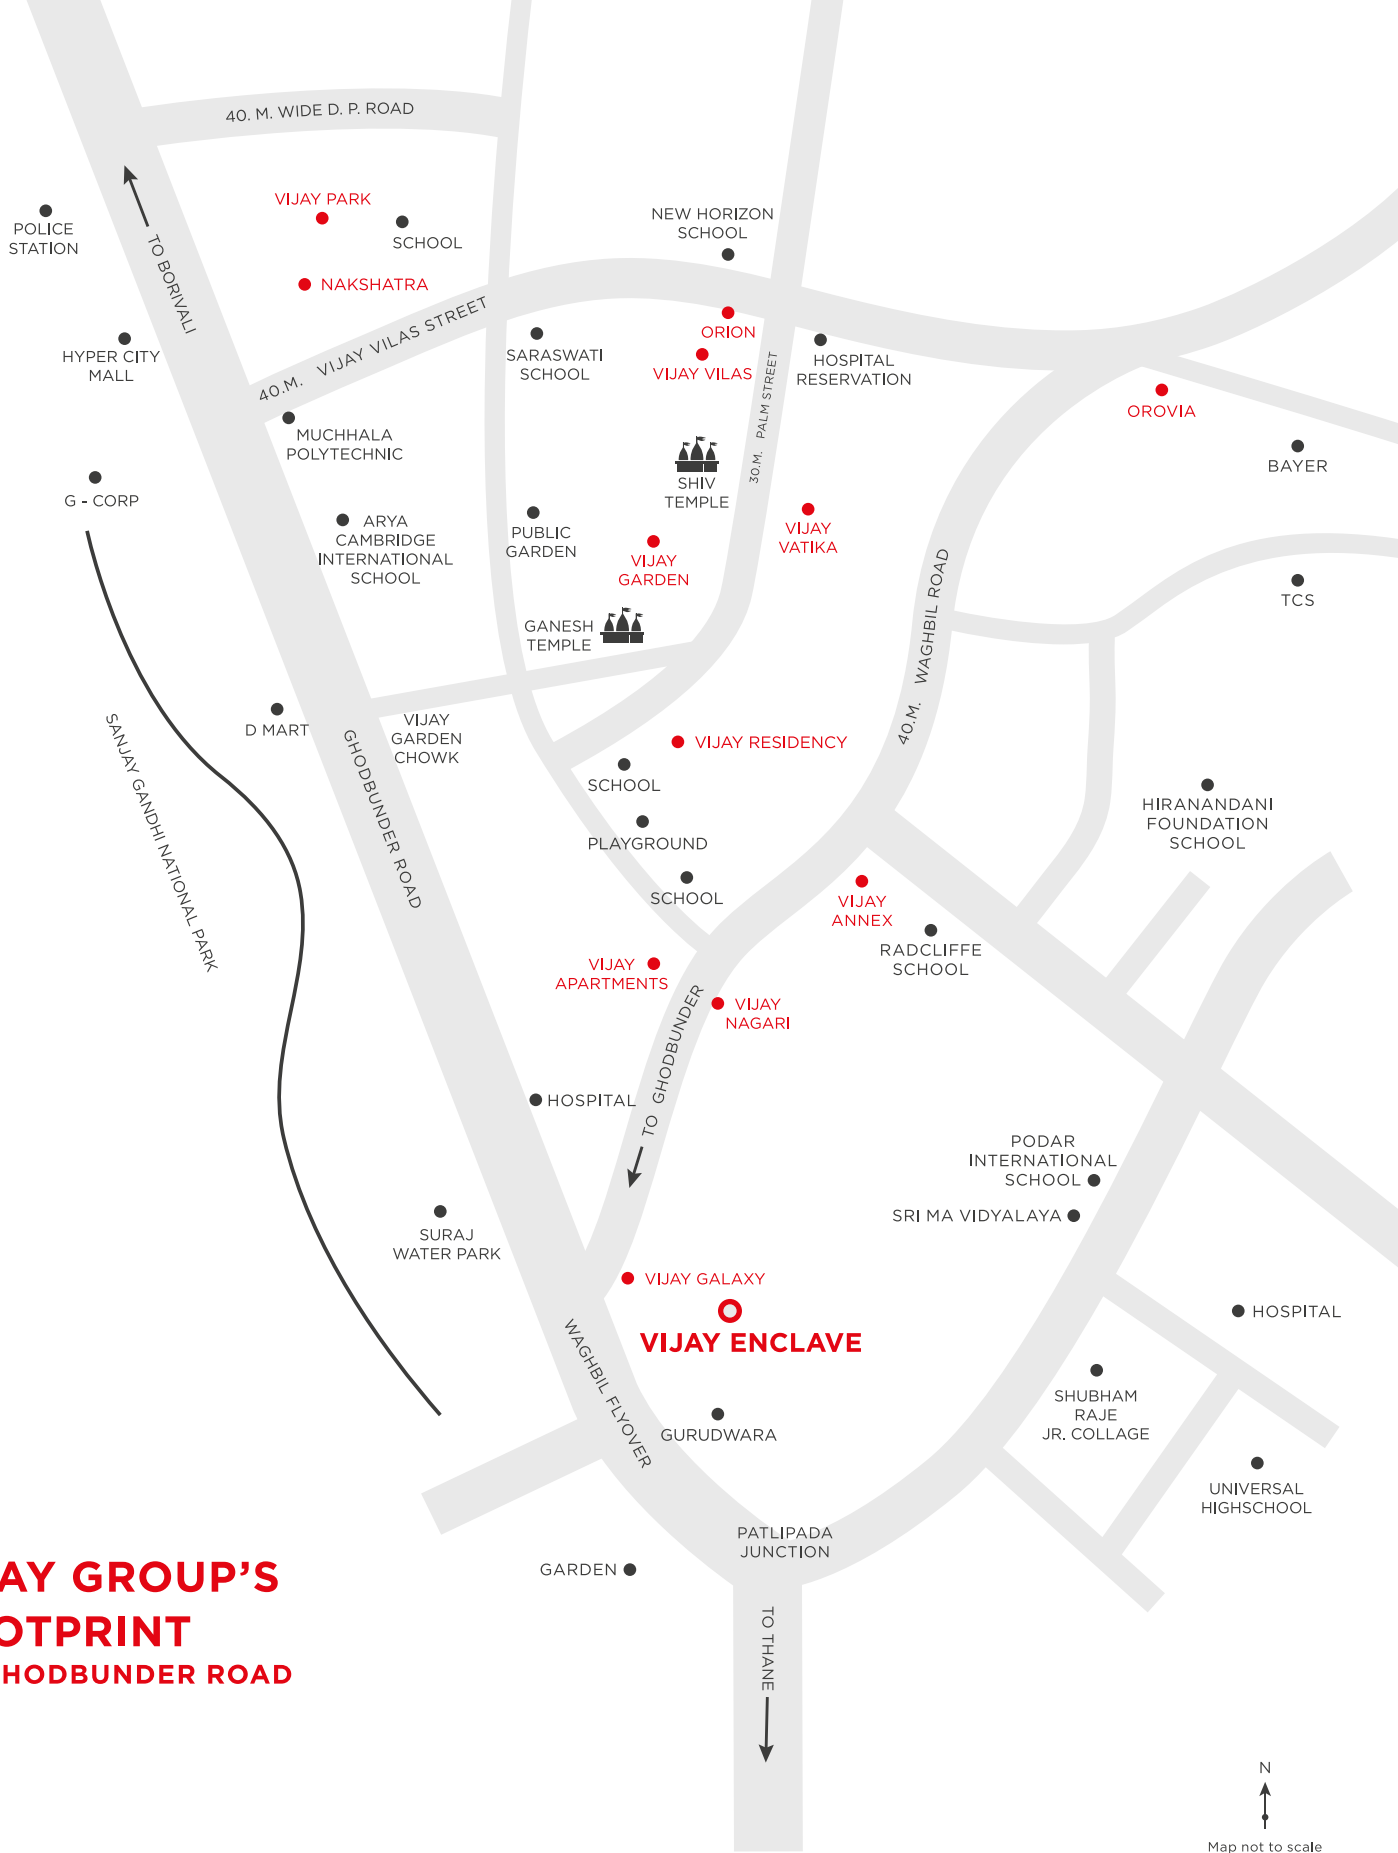 40. M. WIDE D. P. ROAD
VIJAY PARK
SCHOOL
POLICE
STATION
TO BORIVALI
NAKSHATRA
NEW HORIZON
SCHOOL
40.M. VIJAY VILAS STREET
HYPER CITY
MALL
SARASWATI
SCHOOL
ORION
VIJAY VILAS
HOSPITAL
RESERVATION
30.M. PALM STREET
OROVIA
MUCHHALA
POLYTECHNIC
BAYER
G - CORP
SHIV
TEMPLE
ARYA
CAMBRIDGE
INTERNATIONAL
SCHOOL
PUBLIC
GARDEN
VIJAY
GARDEN
VIJAY
VATIKA
TCS
GANESH
TEMPLE
40.M. WAGHBIL ROAD
SANJAY GANDHI NATIONAL PARK
D MART
VIJAY
GARDEN
CHOWK
GHODBUNDER ROAD
VIJAY RESIDENCY
SCHOOL
PLAYGROUND
SCHOOL
HIRANANDANI
FOUNDATION
SCHOOL
VIJAY
ANNEX
RADCLIFFE
SCHOOL
VIJAY
APARTMENTS
VIJAY
NAGARI
TO GHODBUNDER
HOSPITAL
PODAR
INTERNATIONAL
SCHOOL
SRI MA VIDYALAYA
SURAJ
WATER PARK
VIJAY GALAXY
VIJAY ENCLAVE
HOSPITAL
WAGHBIL FLYOVER
GURUDWARA
SHUBHAM
RAJE
JR. COLLAGE
UNIVERSAL
HIGHSCHOOL
PATLIPADA
JUNCTION
GARDEN
TO THANE
AY GROUP'S
OTPRINT
HODBUNDER ROAD
N
Map not to scale